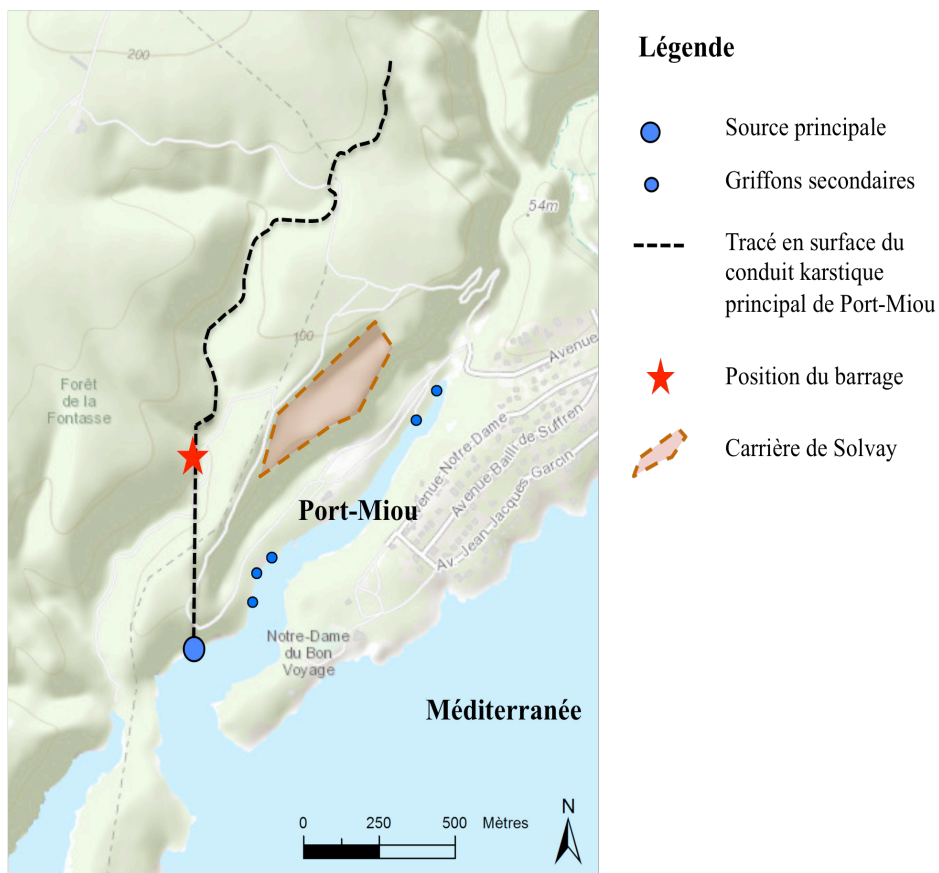 200
54m
100
Avenue
Forêt
de la
Fontasse
Avenue Notre-Dame
Avenue Bailli de Suffren
Av. Jean Jacques Garcin
Port-Miou
Notre-Dame
du Bon
Voyage
Méditerranée
N
0 250 500 Mètres
Légende
Source principale
Griffons secondaires
Tracé en surface du
conduit karstique
principal de Port-Miou
Position du barrage
Carrière de Solvay